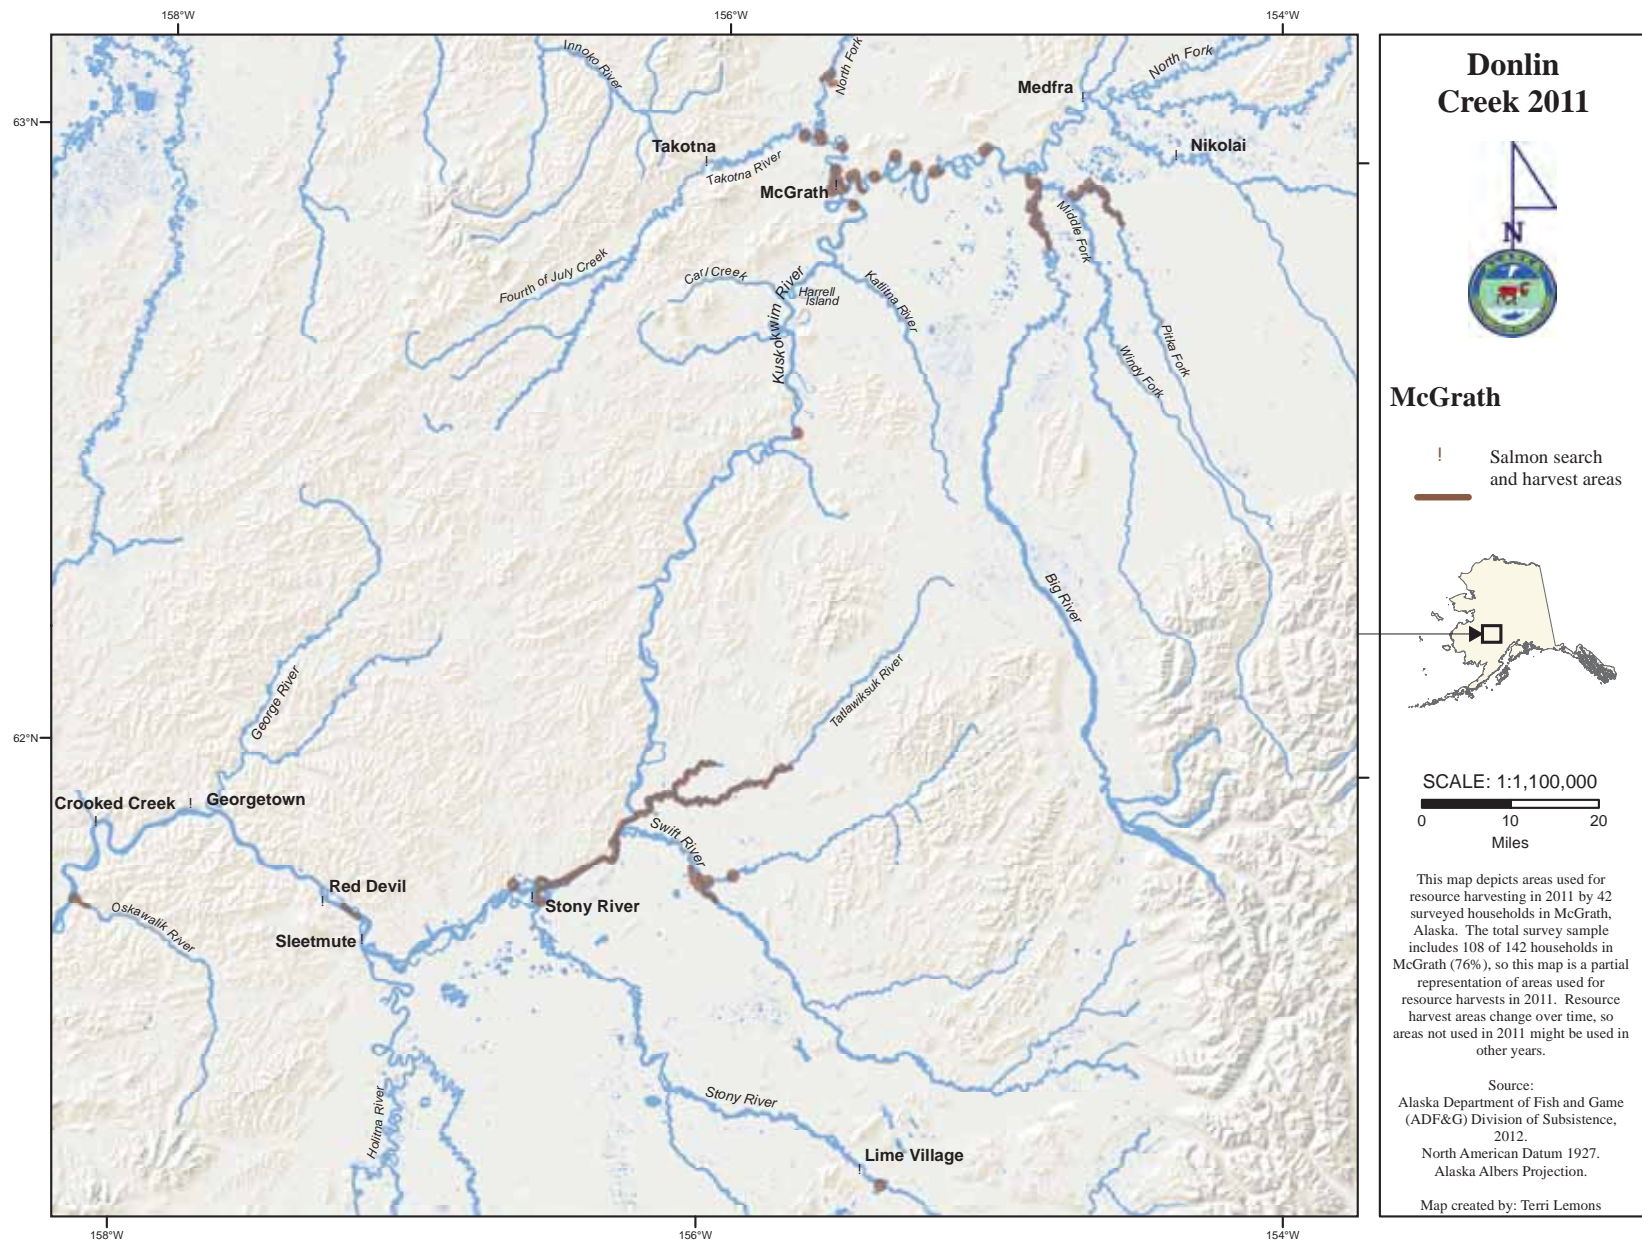 158°W
156°W
154°W
63°N
62°N
Innoko River
North Fork
North Fork
Medfra
Takotna
Takotna River
Nikolai
McGrath
Middle Fork
Fourth of July Creek
Carl Creek
Kuskokwim River
Harrell
Island
Katlitna River
Pitka Fork
Windy Fork
Big River
George River
Tatlawiksuk River
Crooked Creek
Georgetown
Swift River
Red Devil
Stony River
Oskawalik River
Sleetmute
Holitna River
Stony River
Lime Village
158°W
156°W
154°W
Donlin
Creek 2011
N
McGrath
!
Salmon search
and harvest areas
SCALE: 1:1,100,000
0 10 20
Miles
This map depicts areas used for
resource harvesting in 2011 by 42
surveyed households in McGrath,
Alaska. The total survey sample
includes 108 of 142 households in
McGrath (76%), so this map is a partial
representation of areas used for
resource harvests in 2011. Resource
harvest areas change over time, so
areas not used in 2011 might be used in
other years.
Source:
Alaska Department of Fish and Game
(ADF&G) Division of Subsistence,
2012.
North American Datum 1927.
Alaska Albers Projection.
Map created by: Terri Lemons